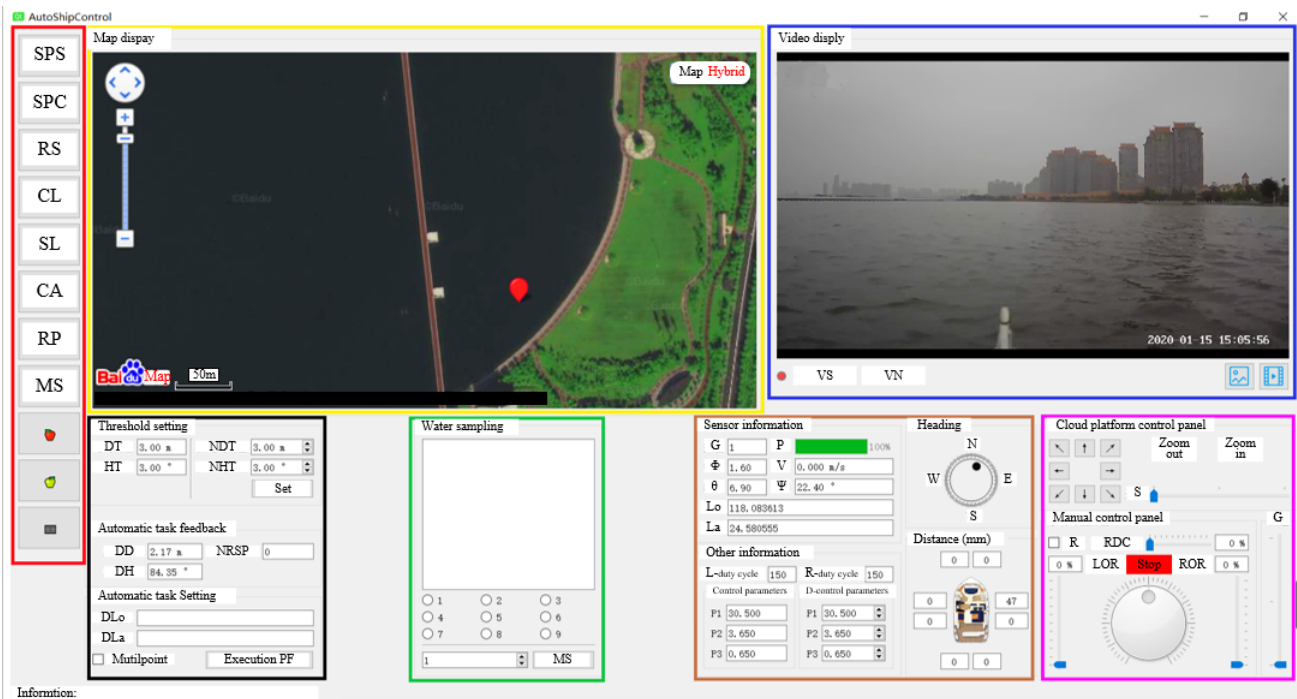 AutoShipControl
SPS
SPC
RS
CL
SL
CA
RP
MS
Map dispay
Map Hybrid
©Baidu
©Baidu
Bai du Map
50m
Video disply
2020-01-15 15:05:56
VS VN
Threshold setting
DT 3.00 m NDT 3.00 m
HT 3.00 ° NHT 3.00 °
Set
Automatic task feedback
DD 2.17 m NRSP 0
DH 84.35 °
Automatic task Setting
DLo
DLa
Mutilpoint Execution PF
Water sampling
1 2 3
4 5 6
7 8 9
1 MS
Sensor information
G 1 P 100%
Φ 1.60 V 0.000 m/s
θ 6.90 Ψ 22.40 °
Lo 118.083613
La 24.580555
Other information
L-duty cycle 150 R-duty cycle 150
Control parameters D-control parameters
P1 30.500 P1 30.500
P2 3.650 P2 3.650
P3 0.650 P3 0.650
Heading
N
W E
S
Distance (mm)
0 0
0 47
0 0
0 0
Cloud platform control panel
Zoom out Zoom in
S
Manual control panel G
R RDC 0 %
0 % LOR Stop ROR 0 %
Informtion: